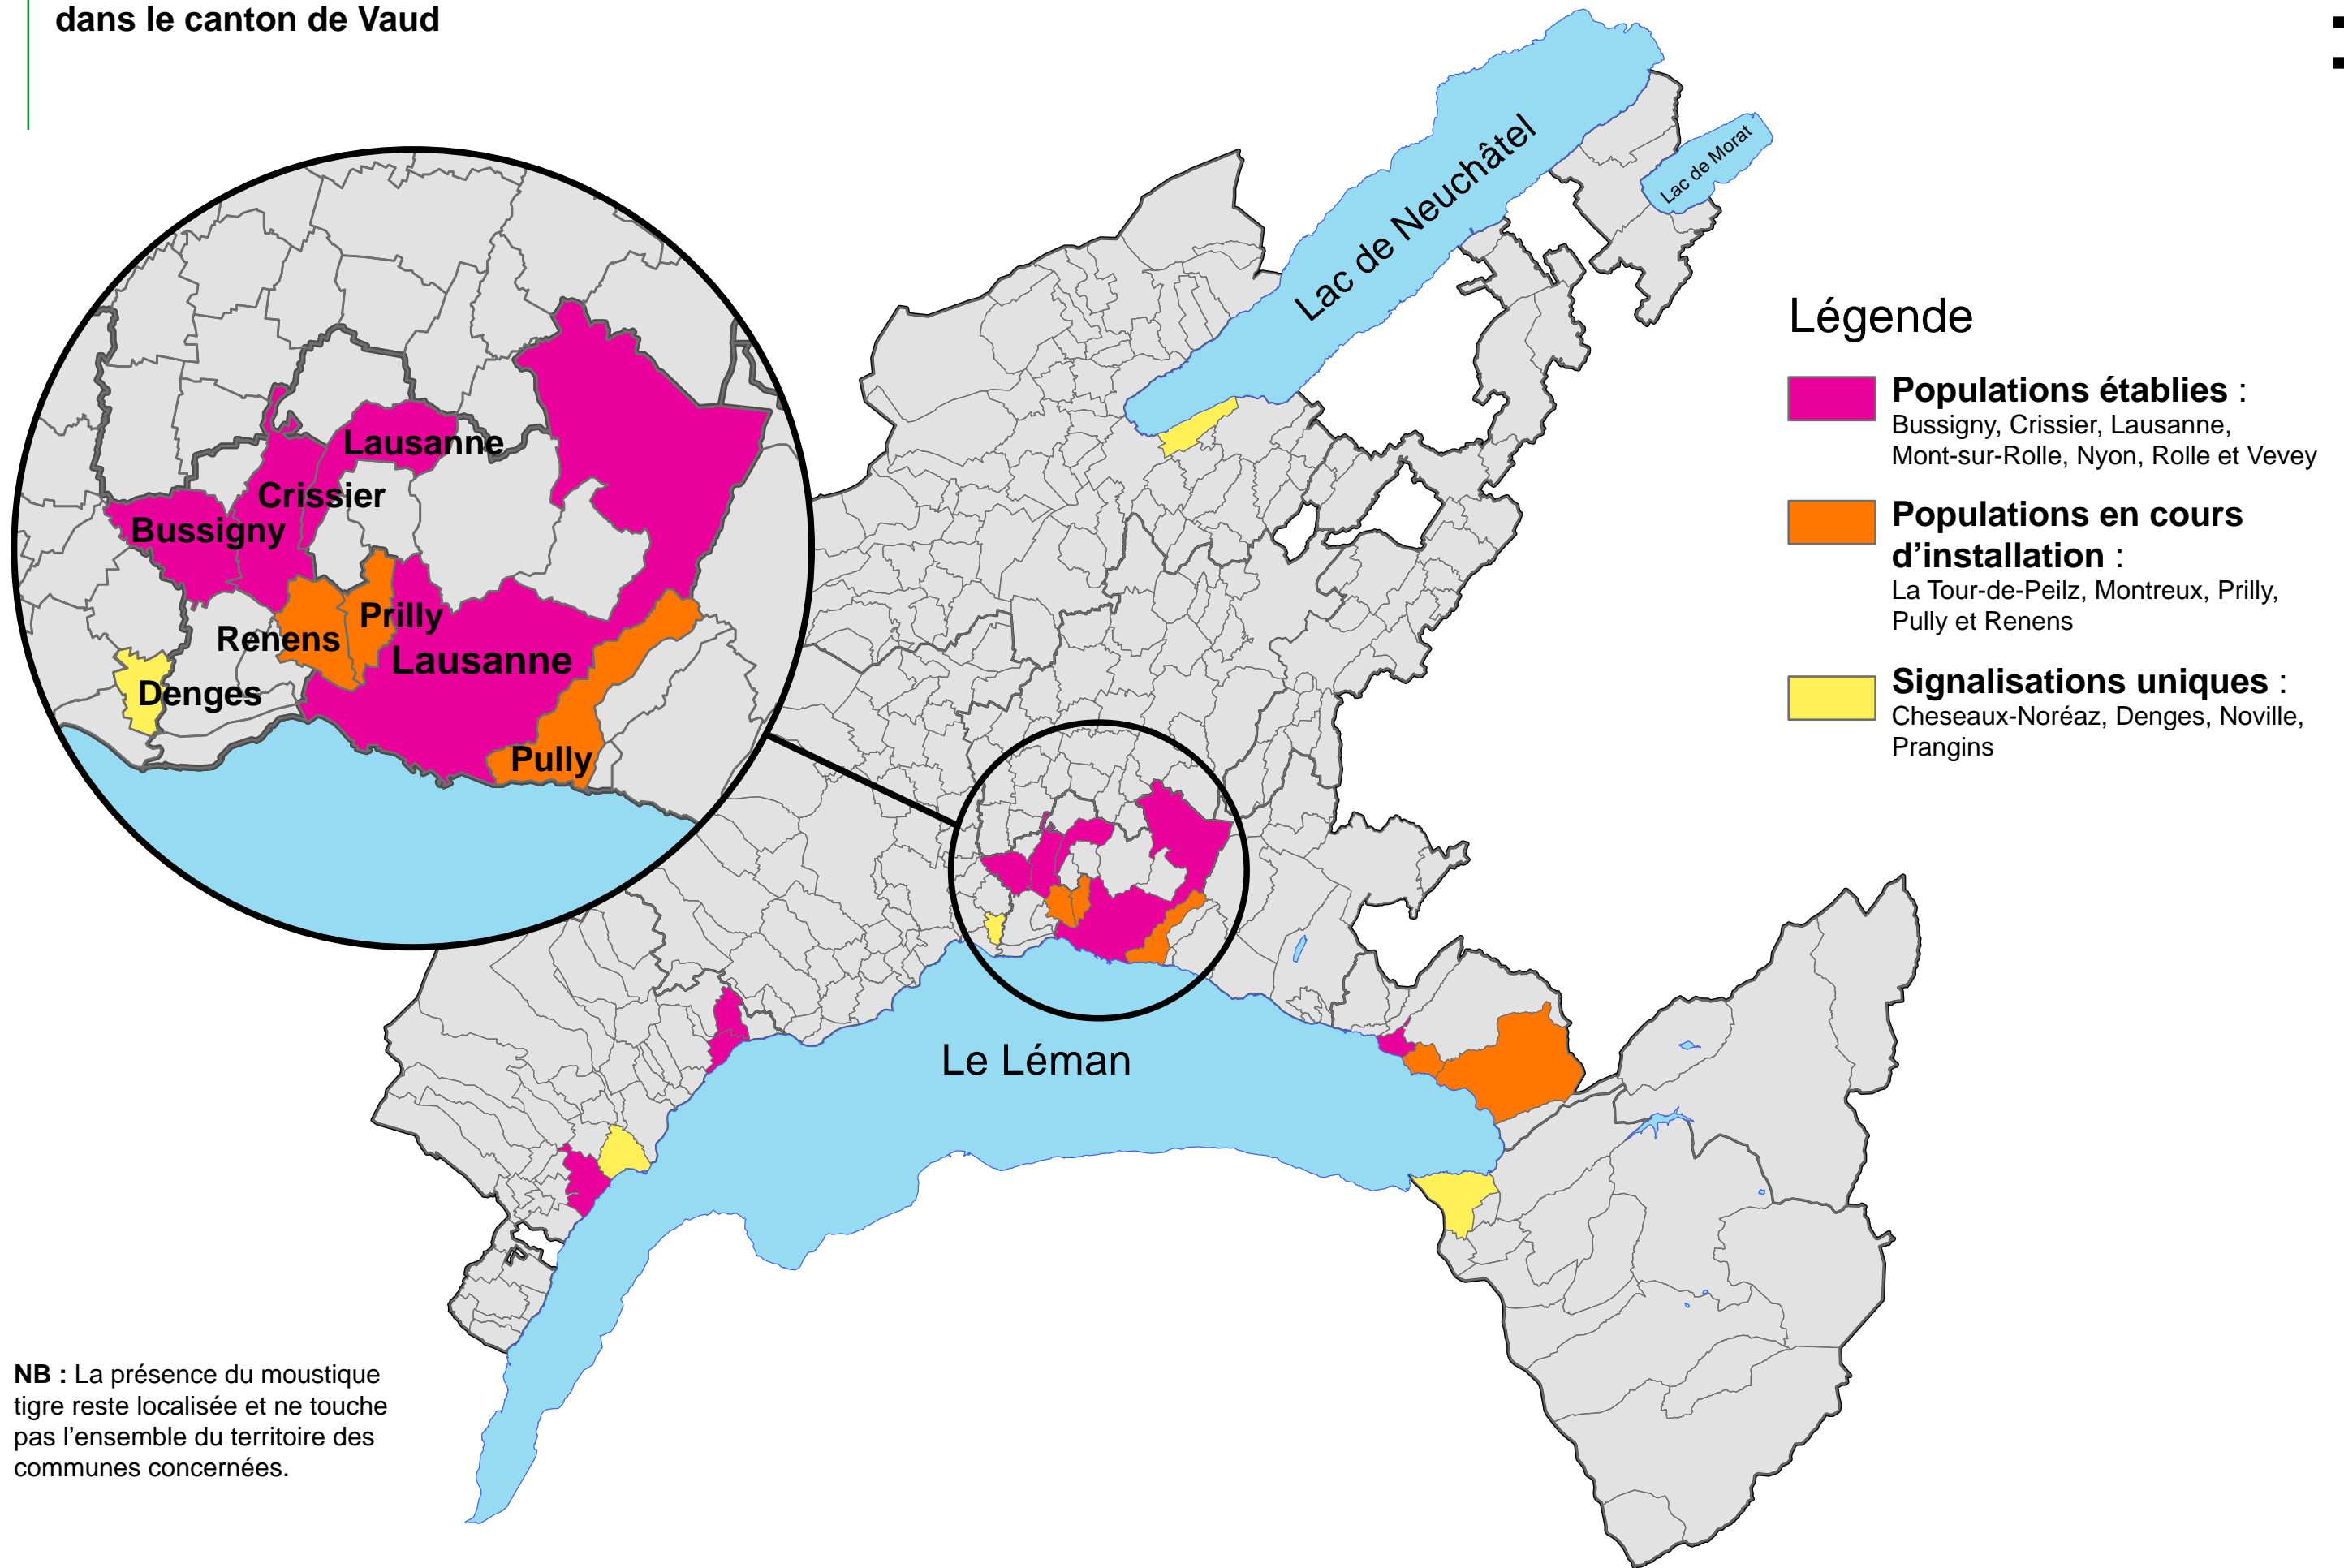 dans le canton de Vaud
Lac de Neuchâtel
Lac de Morat
Lausanne
Crissier
Bussigny
Prilly
Renens
Lausanne
Denges
Pully
Le Léman
Légende
Populations établies :
Bussigny, Crissier, Lausanne,
Mont-sur-Rolle, Nyon, Rolle et Vevey
Populations en cours
d’installation :
La Tour-de-Peilz, Montreux, Prilly,
Pully et Renens
Signalisations uniques :
Cheseaux-Noréaz, Denges, Noville,
Prangins
NB : La présence du moustique
tigre reste localisée et ne touche
pas l’ensemble du territoire des
communes concernées.